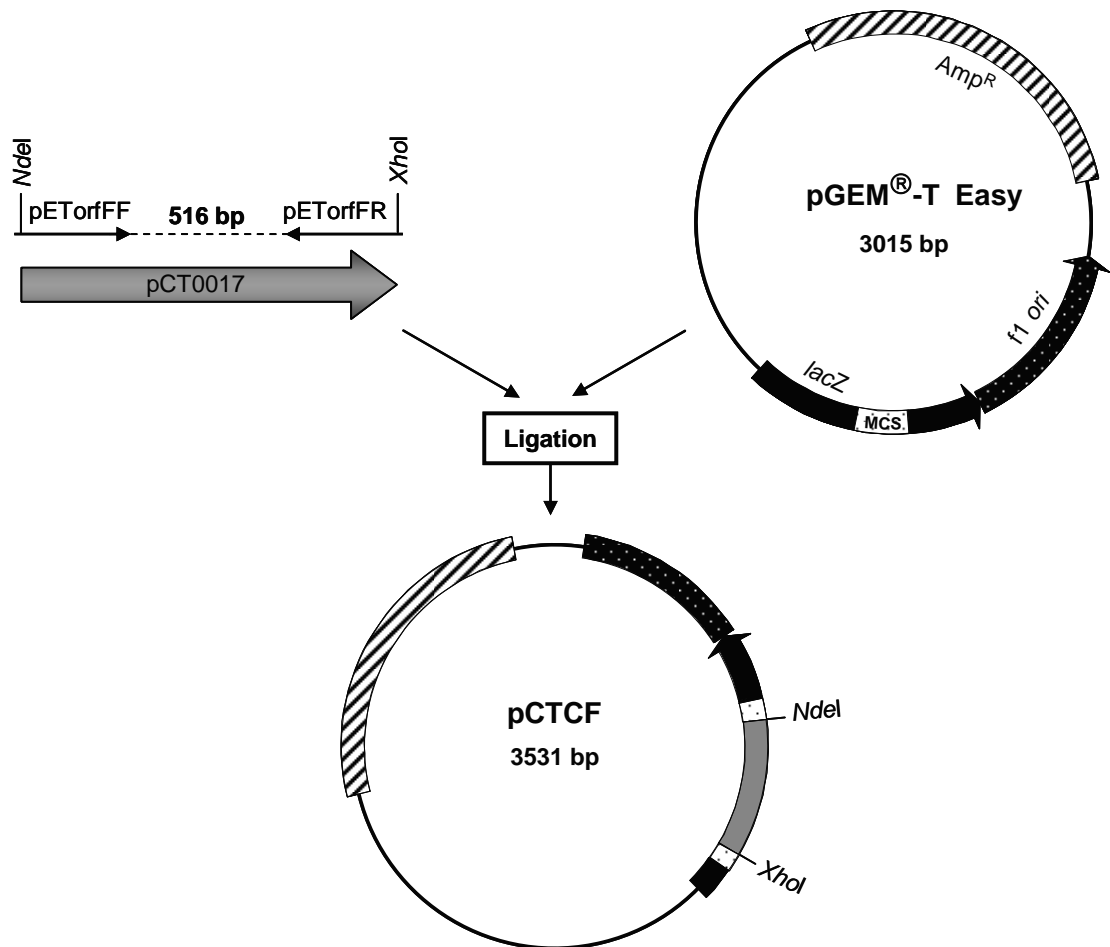 NdeI
XhoI
pETorfFF
516 bp
pETorfFR
pCT0017
AmpR
pGEM®-T Easy
3015 bp
f1 ori
lacZ
MCS
Ligation
pCTCF
3531 bp
NdeI
XhoI